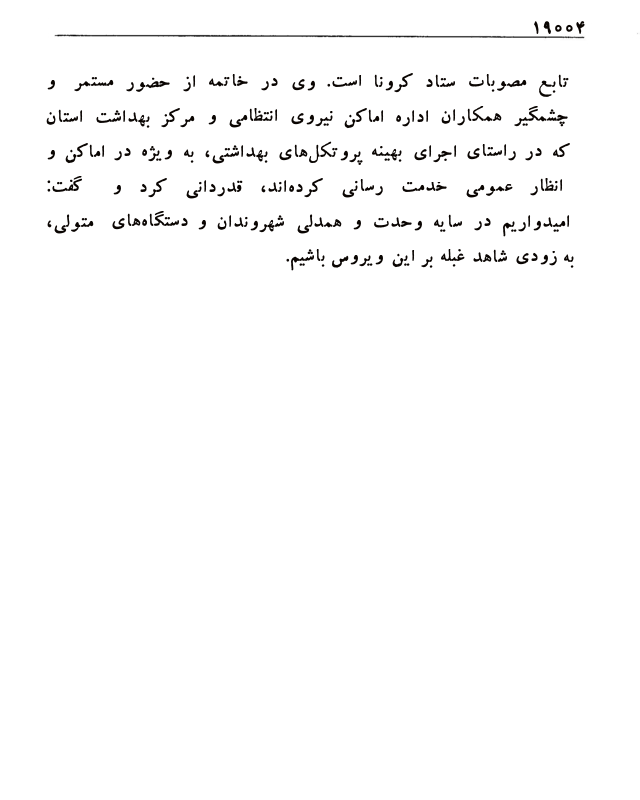 ۱۹۰۰۴
تابع مصوبات ستاد کرونا است. وی در خاتمه از حضور مستمر و
چشمگیر همکاران اداره اماکن نیروی انتظامی و مرکز بهداشت استان
که در راستای اجرای بهینه پروتکل‌های بهداشتی، به ویژه در اماکن و
انظار عمومی خدمت رسانی کرده‌اند، قدردانی کرد و گفت:
امیدواریم در سایه وحدت و همدلی شهروندان و دستگاه‌های متولی،
به زودی شاهد غبله بر این ویروس باشیم.